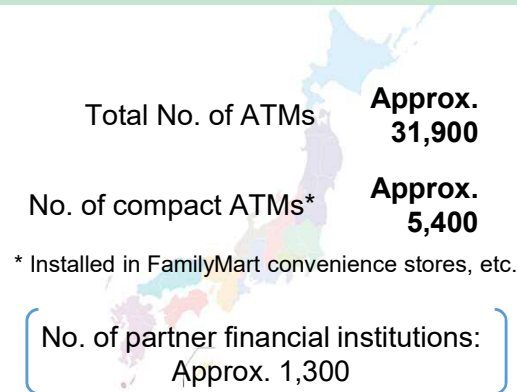 Total No. of ATMs
Approx.
31,900
No. of compact ATMs*
Approx.
5,400
* Installed in FamilyMart convenience stores, etc.
No. of partner financial institutions:
Approx. 1,300